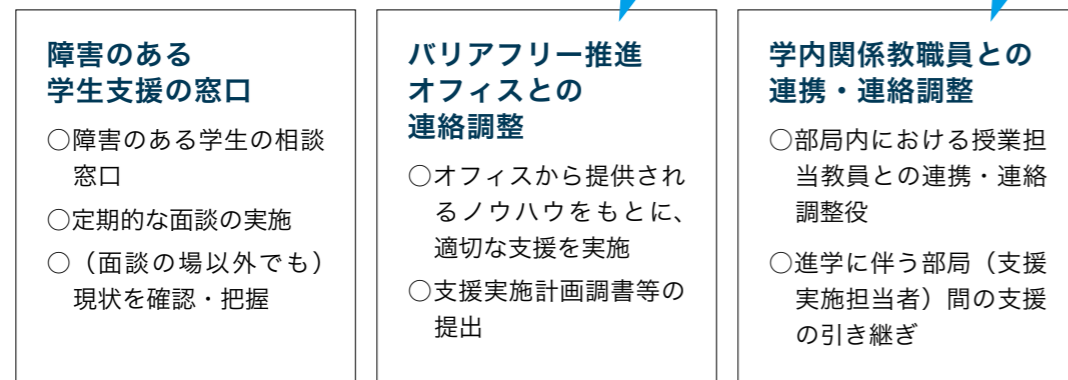 障害のある
学生支援の窓口
○障害のある学生の相談
窓口
○定期的な面談の実施
○（面談の場以外でも）
現状を確認・把握
バリアフリー推進
オフィスとの
連絡調整
○オフィスから提供され
るノウハウをもとに、
適切な支援を実施
○支援実施計画調書等の
提出
学内関係教職員との
連携・連絡調整
○部局内における授業担
当教員との連携・連絡
調整役
○進学に伴う部局（支援
実施担当者）間の支援
の引き継ぎ